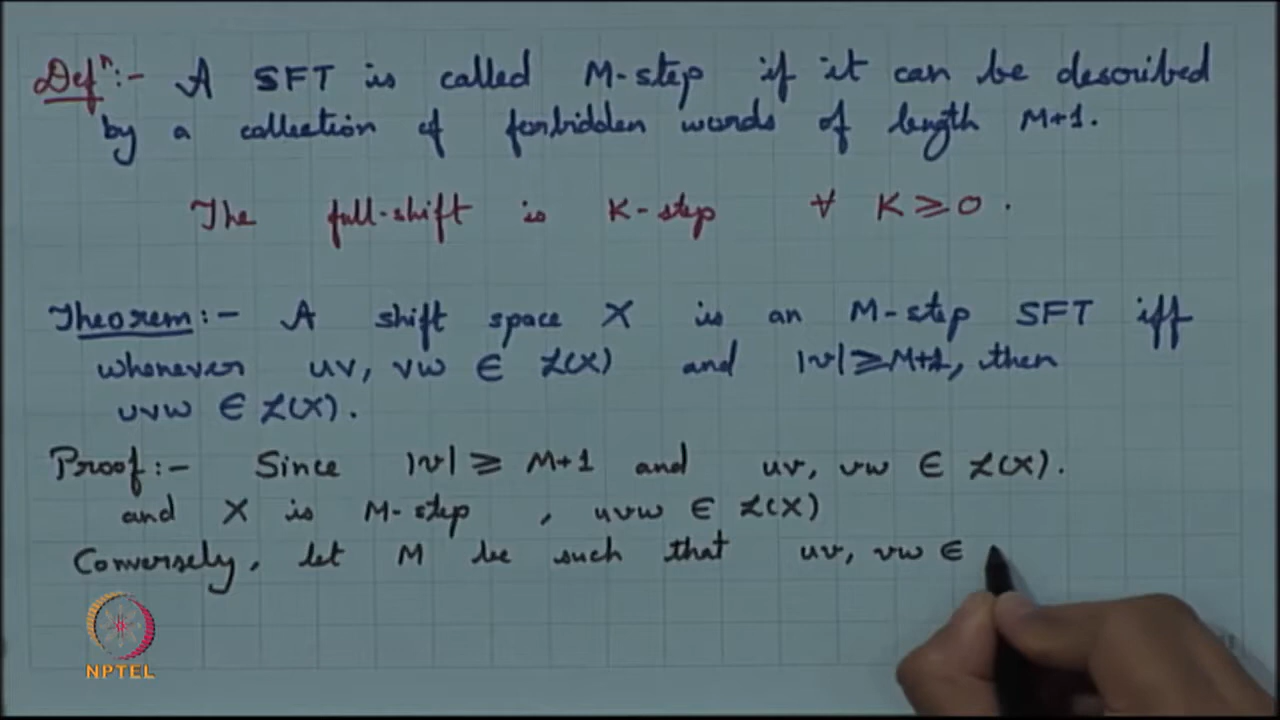 Defⁿ:- A SFT is called M-step if it can be described
by a collection of forbidden words of length M+1.
The full-shift is K-step ∀ K ≥ 0.
Theorem:- A shift space X is an M-step SFT iff
whenever uv, vw ∈ ℒ(X) and |v| ≥ M+1, then
uvw ∈ ℒ(X).
Proof:- Since |v| ≥ M+1 and uv, vw ∈ ℒ(X).
and X is M-step, uvw ∈ ℒ(X)
Conversely, let M be such that uv, vw ∈
NPTEL